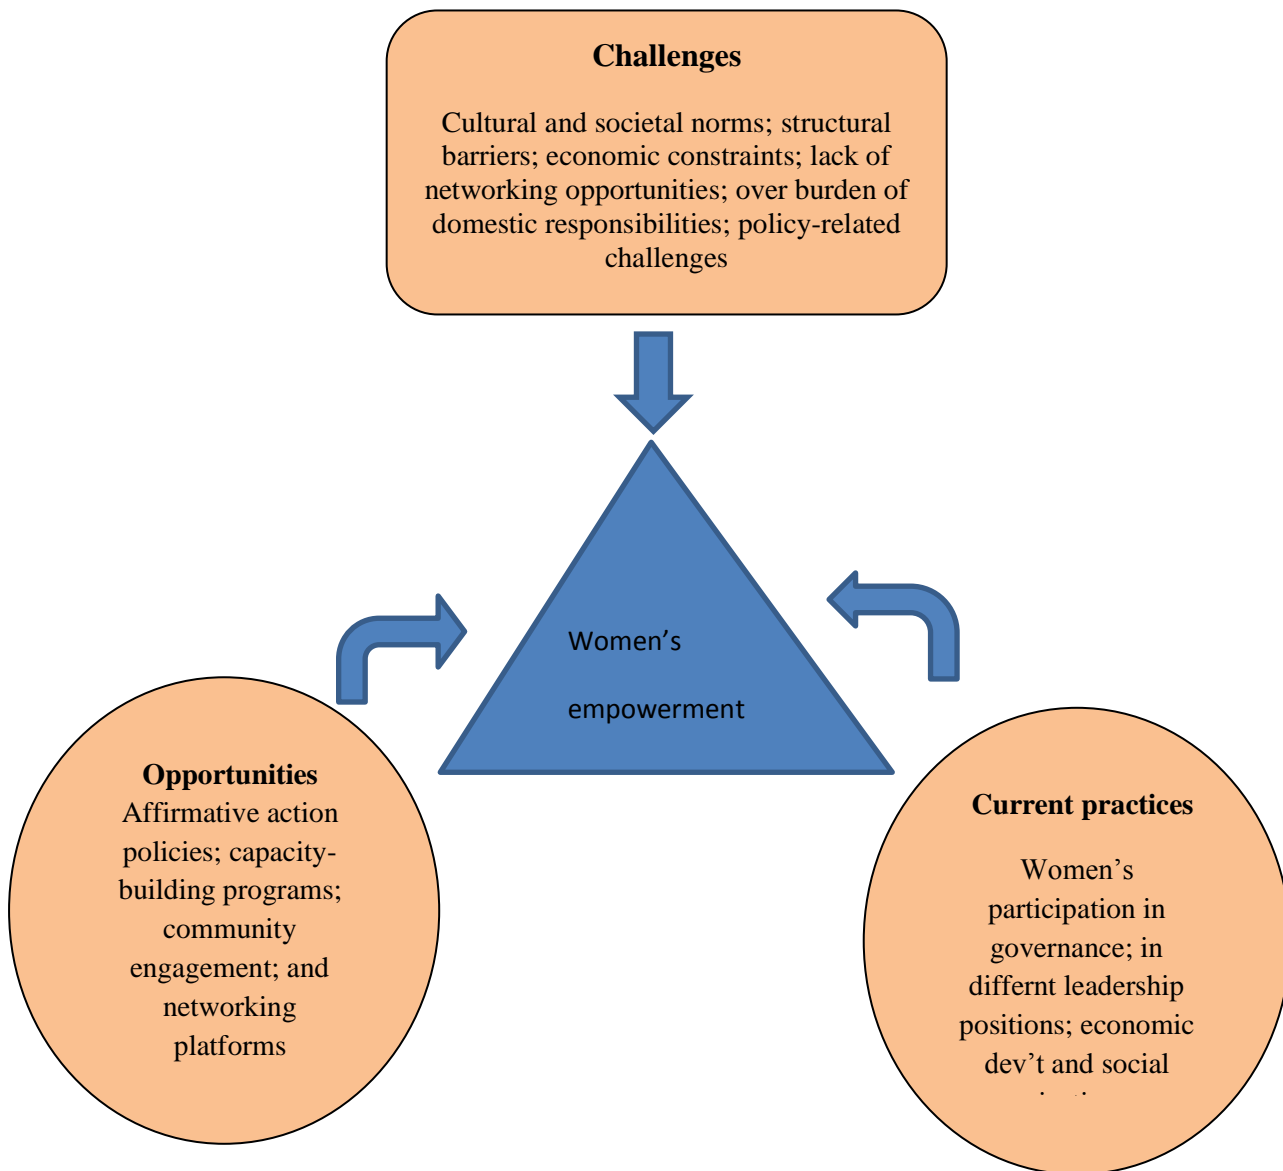 Challenges
Cultural and societal norms; structural
barriers; economic constraints; lack of
networking opportunities; over burden of
domestic responsibilities; policy-related
challenges
Women’s
empowerment
Opportunities
Affirmative action
policies; capacity-
building programs;
community
engagement; and
networking
platforms
Current practices
Women’s
participation in
governance; in
differnt leadership
positions; economic
dev’t and social